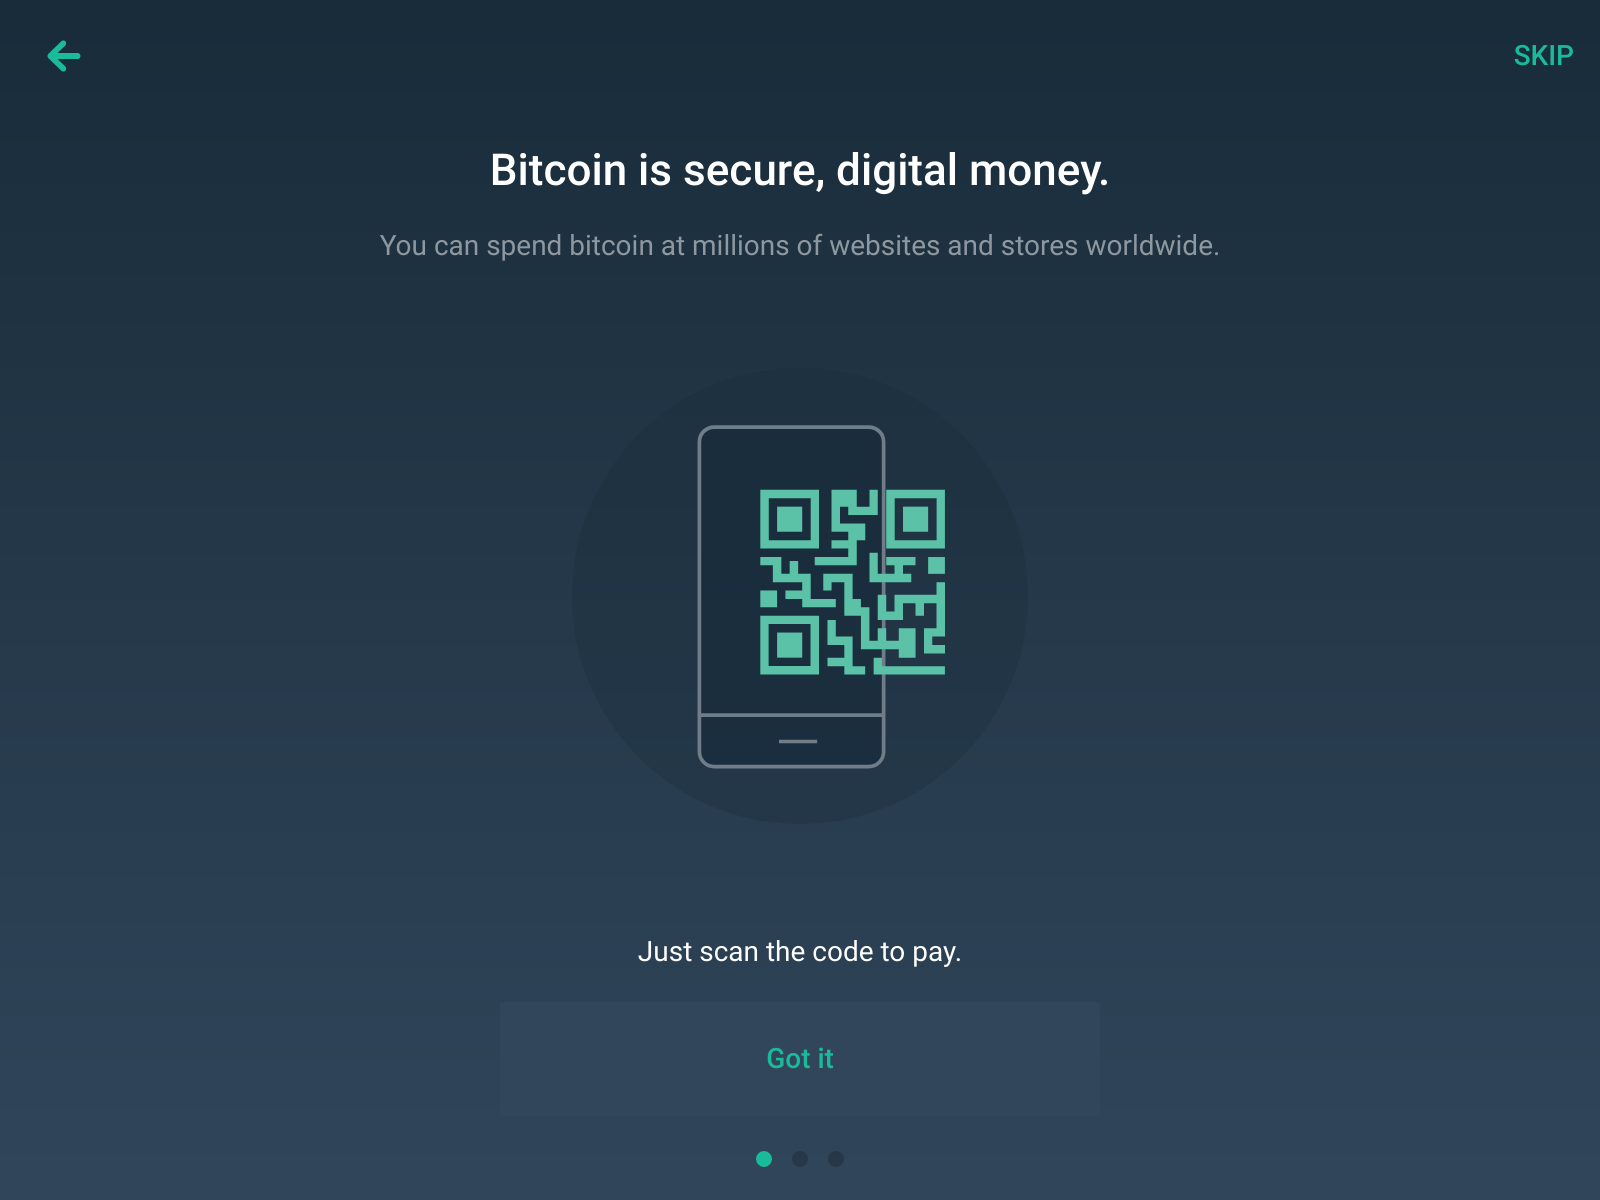 SKIP
Bitcoin is secure, digital money.
You can spend bitcoin at millions of websites and stores worldwide.
Just scan the code to pay.
Got it